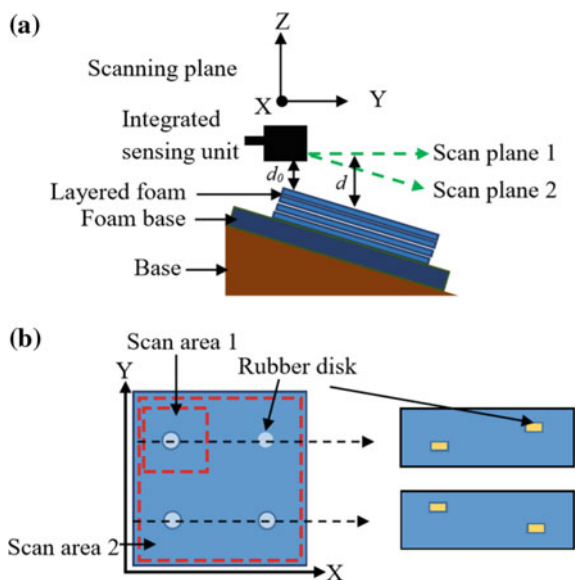 (a)
Z
Scanning plane
X
Y
Integrated
sensing unit
Scan plane 1
d₀
d
Scan plane 2
Layered foam
Foam base
Base
(b)
Scan area 1
Y
Rubber disk
Scan area 2
X